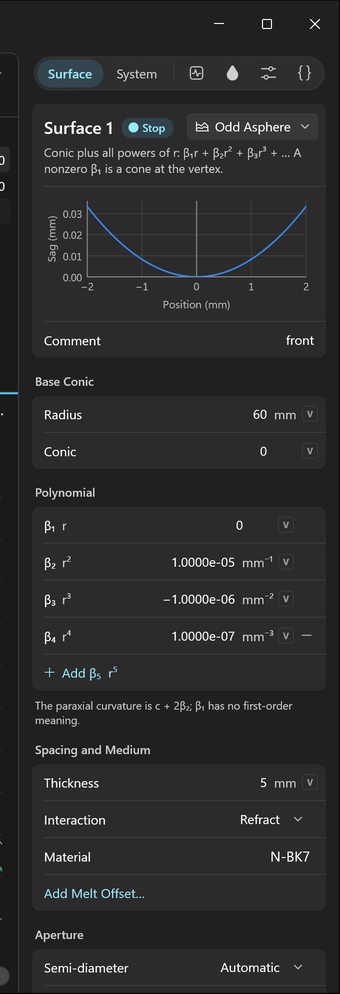 Surface System {}
Surface 1 Stop Odd Asphere
Conic plus all powers of r: β₁r + β₂r² + β₃r³ + … A
nonzero β₁ is a cone at the vertex.
0.03
0.02
0.01
0.00
Sag (mm)
−2 −1 0 1 2
Position (mm)
Comment front
Base Conic
Radius 60 mm V
Conic 0 V
Polynomial
β₁ r 0 V
β₂ r² 1.0000e-05 mm⁻¹ V
β₃ r³ −1.0000e-06 mm⁻² V
β₄ r⁴ 1.0000e-07 mm⁻³ V
+ Add β₅ r⁵
The paraxial curvature is c + 2β₂; β₁ has no first-order
meaning.
Spacing and Medium
Thickness 5 mm V
Interaction Refract
Material N-BK7
Add Melt Offset...
Aperture
Semi-diameter Automatic